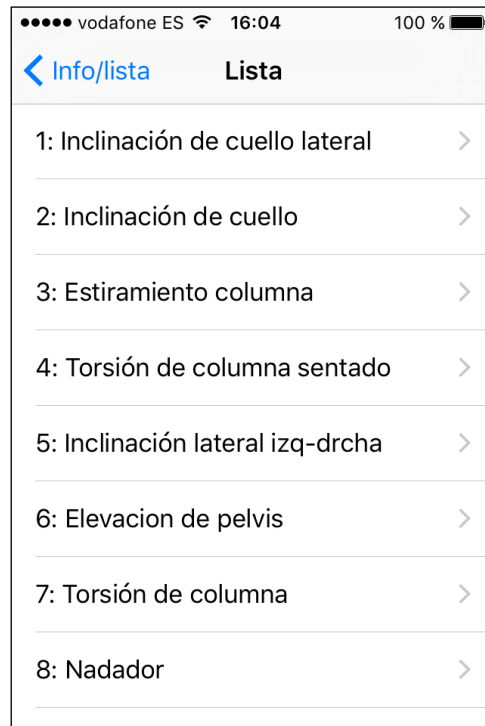 vodafone ES 16:04 100 %
Info/lista Lista
1: Inclinación de cuello lateral
2: Inclinación de cuello
3: Estiramiento columna
4: Torsión de columna sentado
5: Inclinación lateral izq-drcha
6: Elevacion de pelvis
7: Torsión de columna
8: Nadador